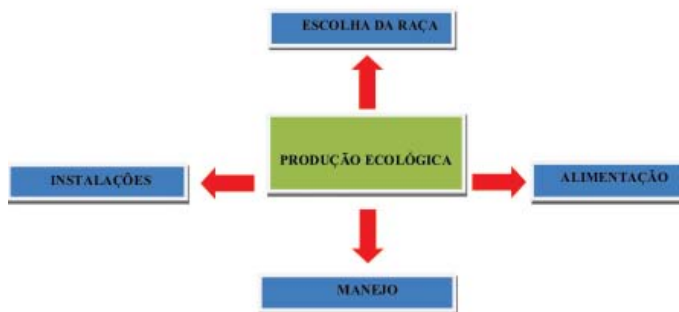 ESCOLHA DA RAÇA
PRODUÇÃO ECOLÓGICA
INSTALAÇÕES
ALIMENTAÇÃO
MANEJO